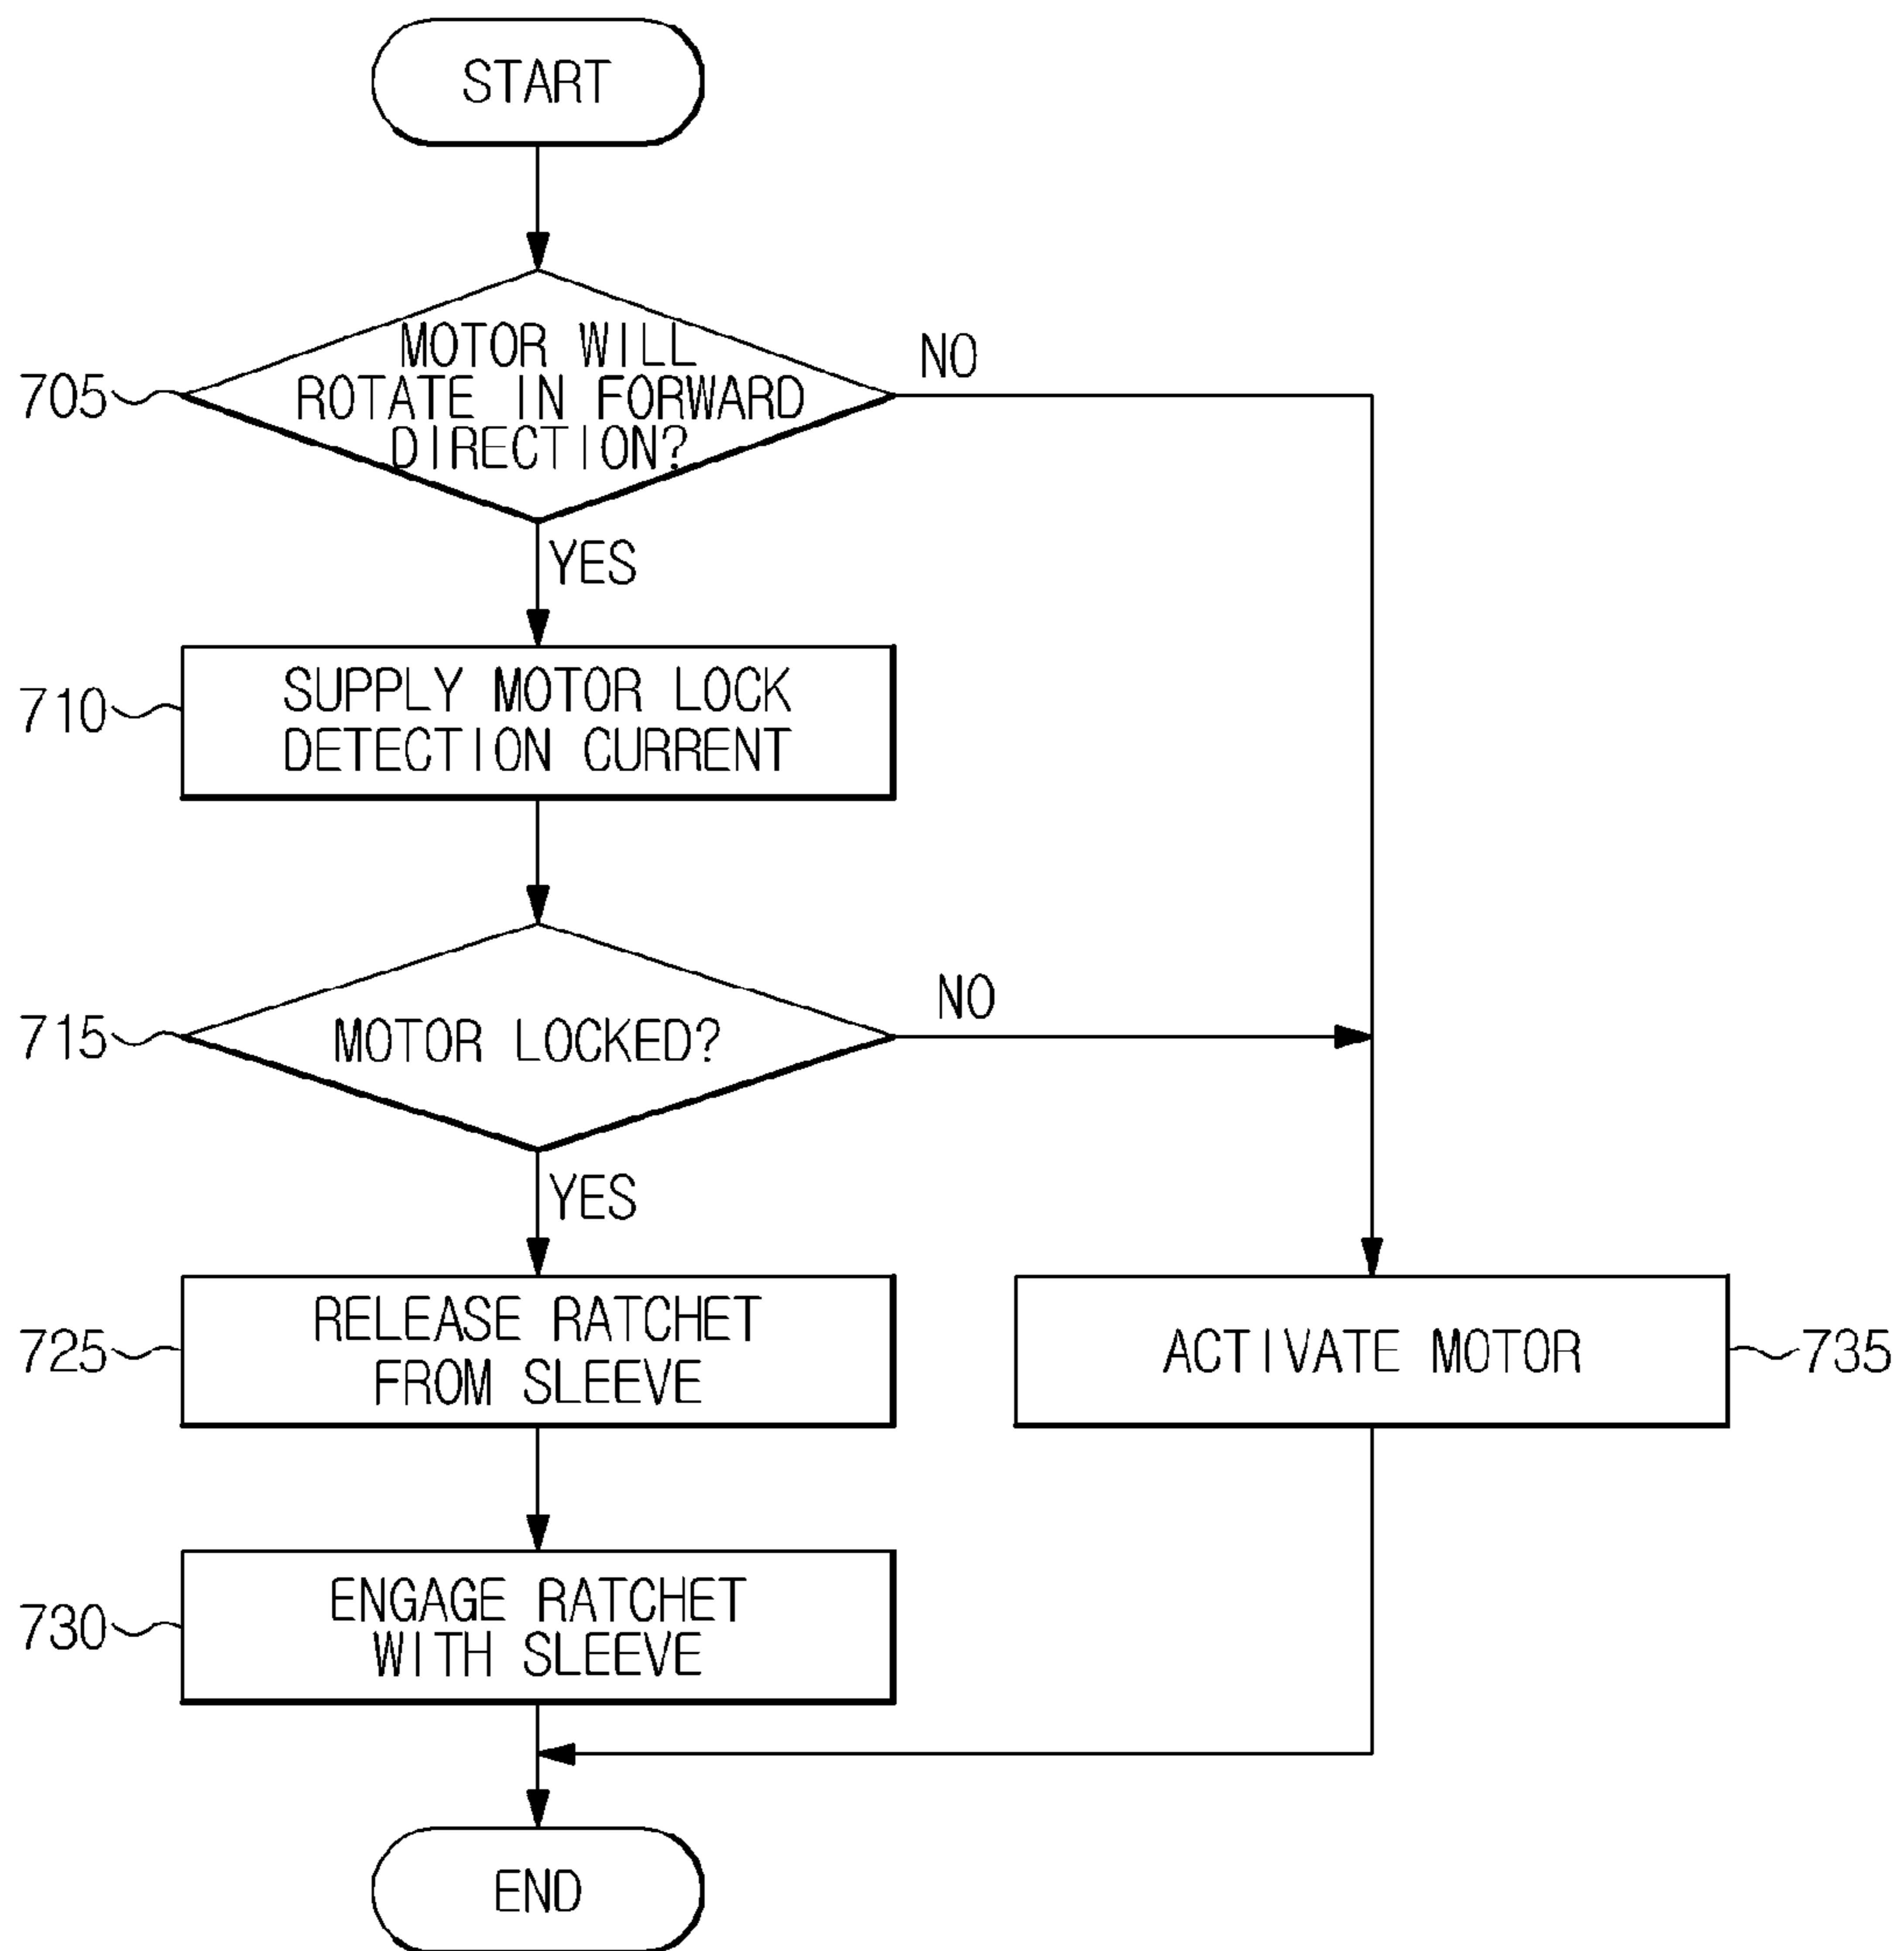 START
MOTOR WILL
ROTATE IN FORWARD
DIRECTION?
705
NO
YES
SUPPLY MOTOR LOCK
DETECTION CURRENT
710
MOTOR LOCKED?
715
NO
YES
RELEASE RATCHET
FROM SLEEVE
725
ACTIVATE MOTOR
735
ENGAGE RATCHET
WITH SLEEVE
730
END